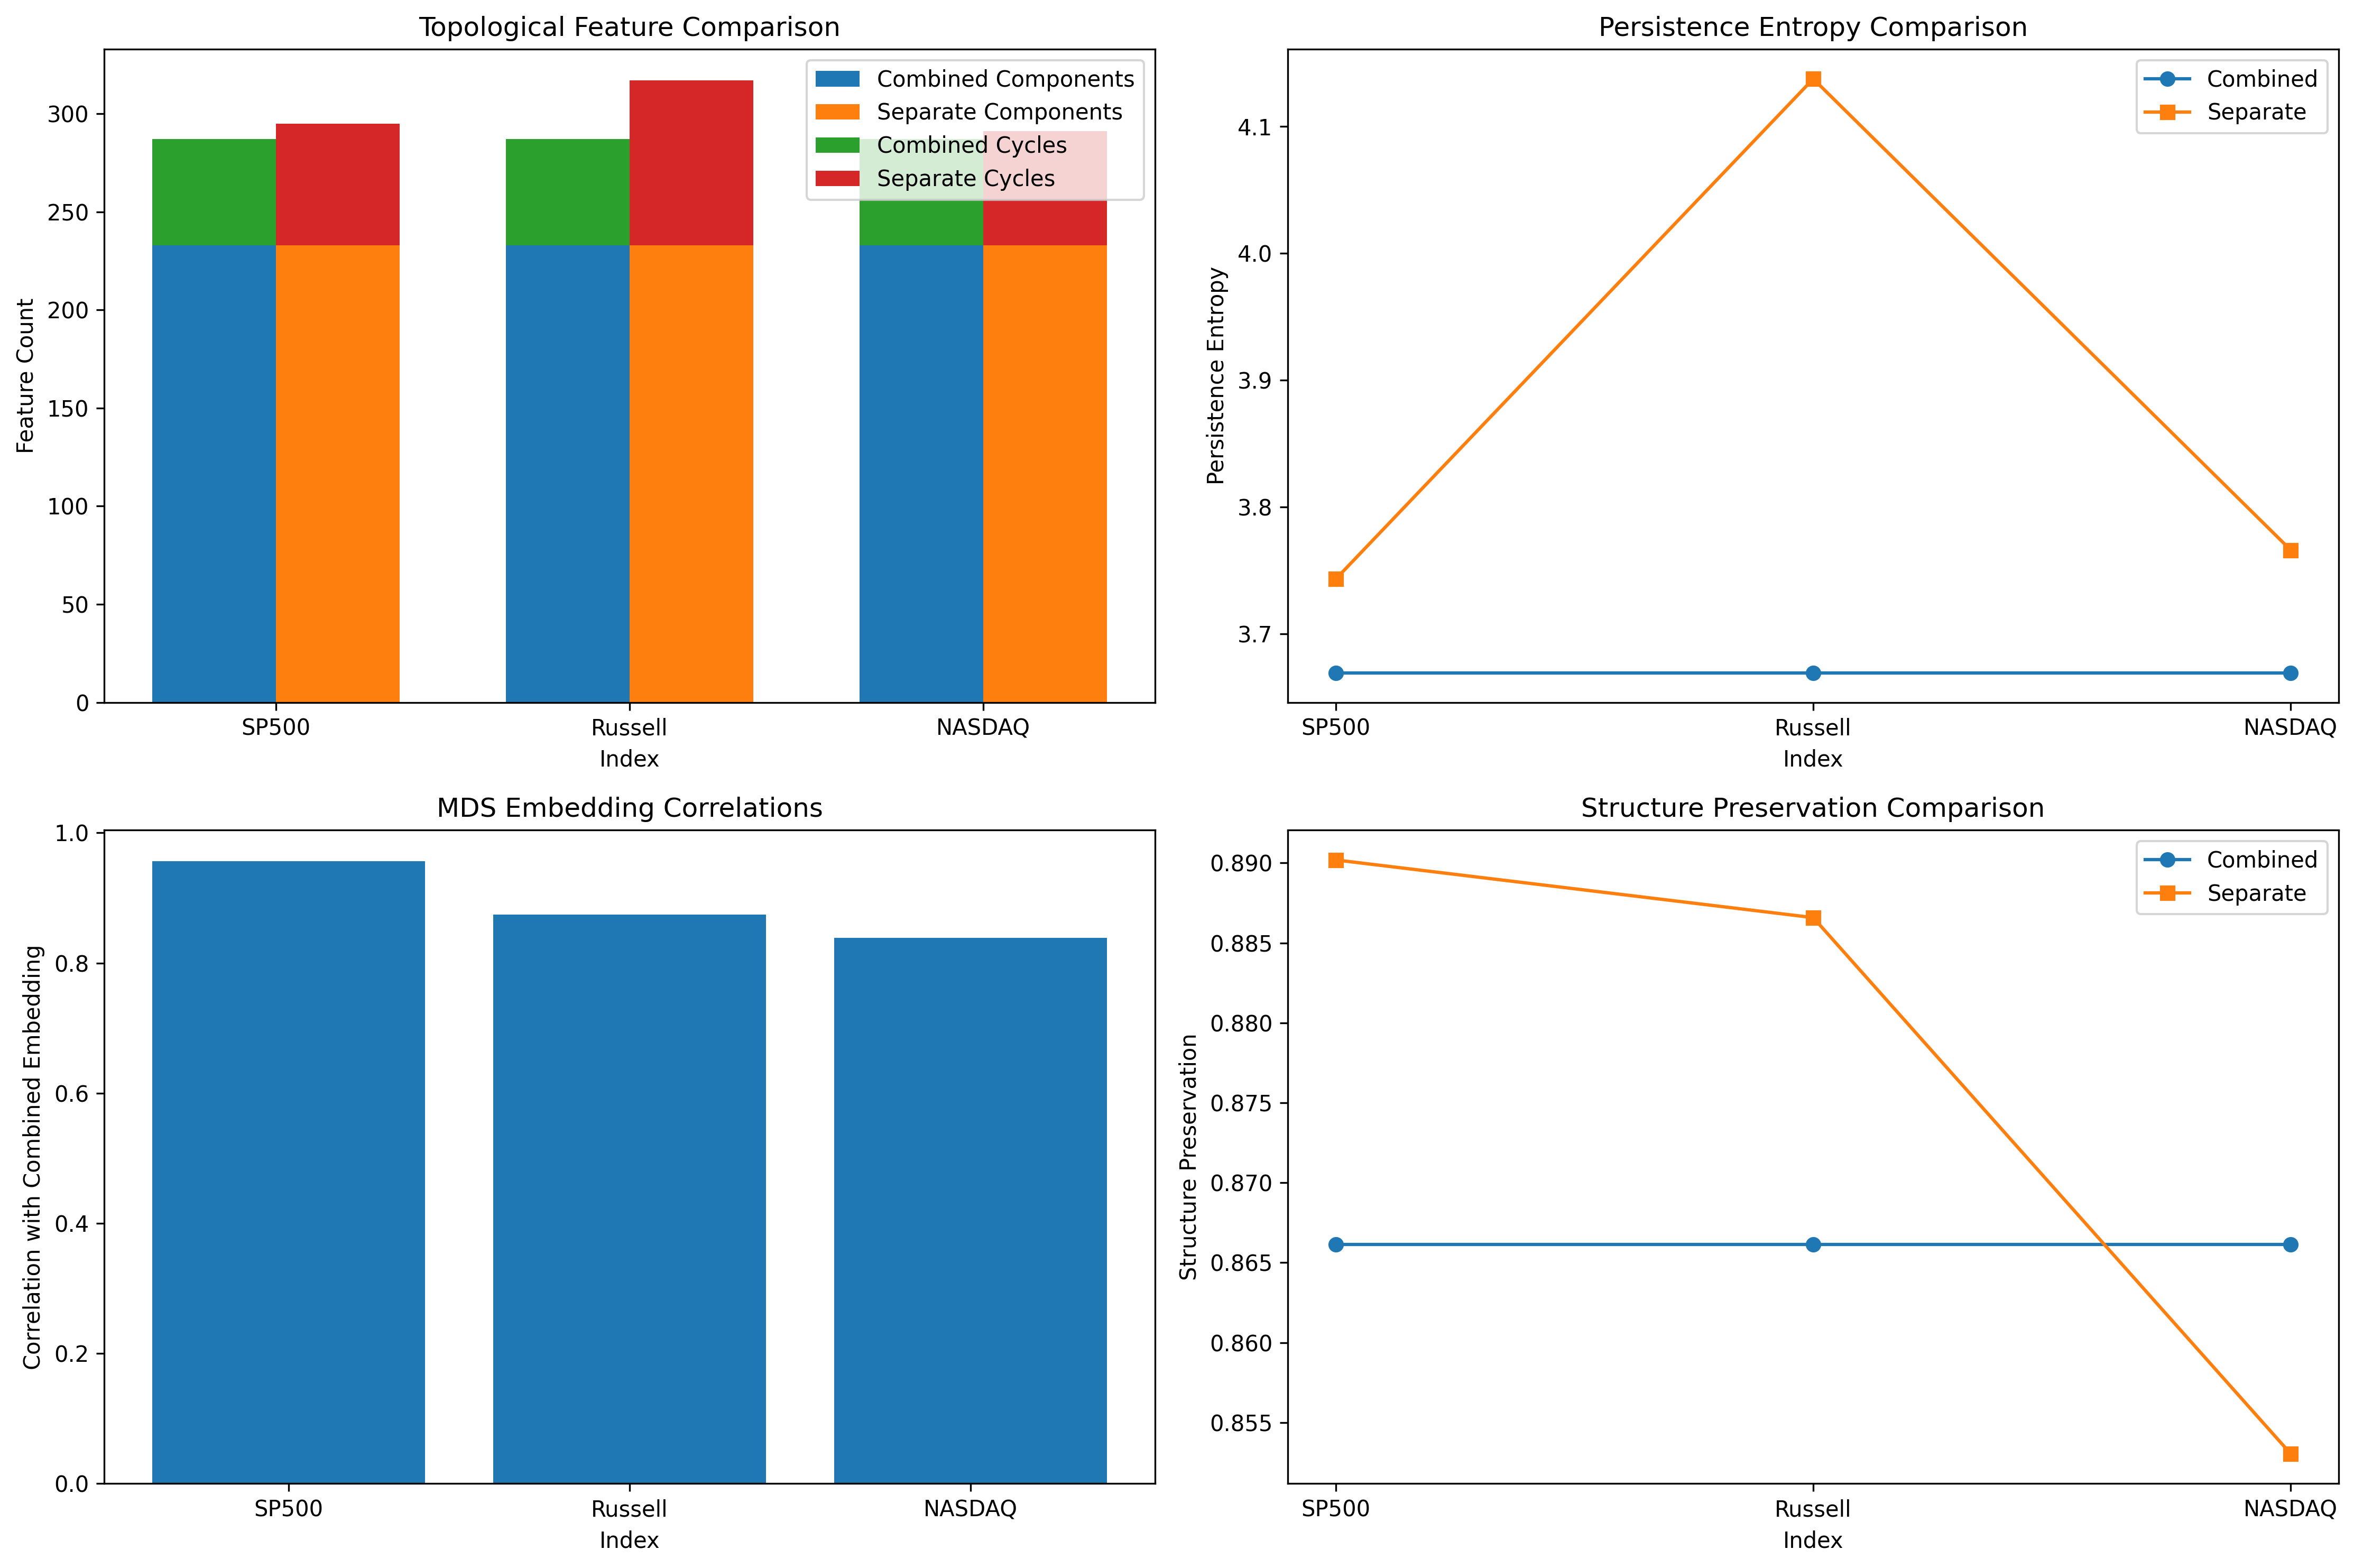 Topological Feature Comparison
Feature Count
300
250
200
150
100
50
0
Combined Components
Separate Components
Combined Cycles
Separate Cycles
SP500
Russell
NASDAQ
Index
Persistence Entropy Comparison
Persistence Entropy
4.1
4.0
3.9
3.8
3.7
Combined
Separate
SP500
Russell
NASDAQ
Index
MDS Embedding Correlations
Correlation with Combined Embedding
1.0
0.8
0.6
0.4
0.2
0.0
SP500
Russell
NASDAQ
Index
Structure Preservation Comparison
Structure Preservation
0.890
0.885
0.880
0.875
0.870
0.865
0.860
0.855
Combined
Separate
SP500
Russell
NASDAQ
Index